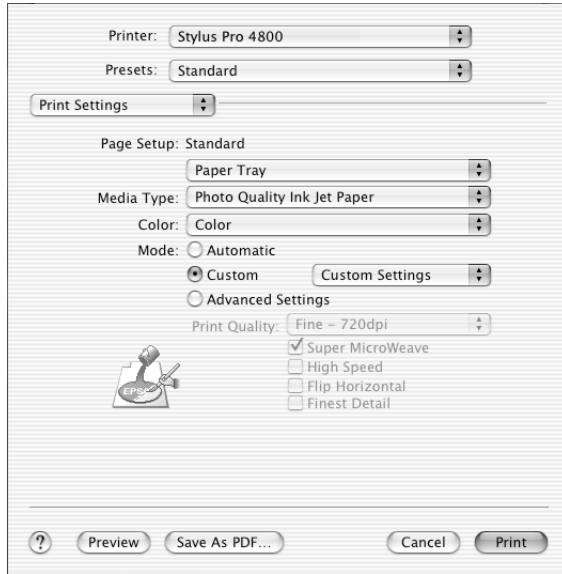 Printer: Stylus Pro 4800
Presets: Standard
Print Settings
Page Setup: Standard
Paper Tray
Media Type: Photo Quality Ink Jet Paper
Color: Color
Mode: Automatic
Custom Custom Settings
Advanced Settings
Print Quality: Fine - 720dpi
Super MicroWeave
High Speed
Flip Horizontal
Finest Detail
EPSO
? Preview Save As PDF... Cancel Print